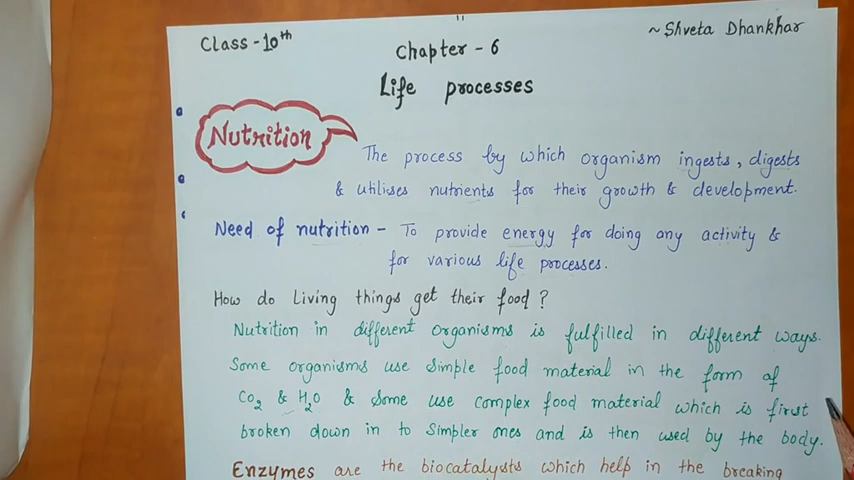 Class - 10th
~ Shveta Dhankhar
Chapter - 6
Life processes
Nutrition
The process by which organism ingests, digests
& utilises nutrients for their growth & development.
Need of nutrition - To provide energy for doing any activity &
for various life processes.
How do Living things get their food ?
Nutrition in different organisms is fulfilled in different ways.
Some organisms use Simple food material in the form of
CO2 & H2O & Some use complex food material which is first
broken down in to Simpler ones and is then used by the body.
Enzymes are the biocatalysts which help in the breaking